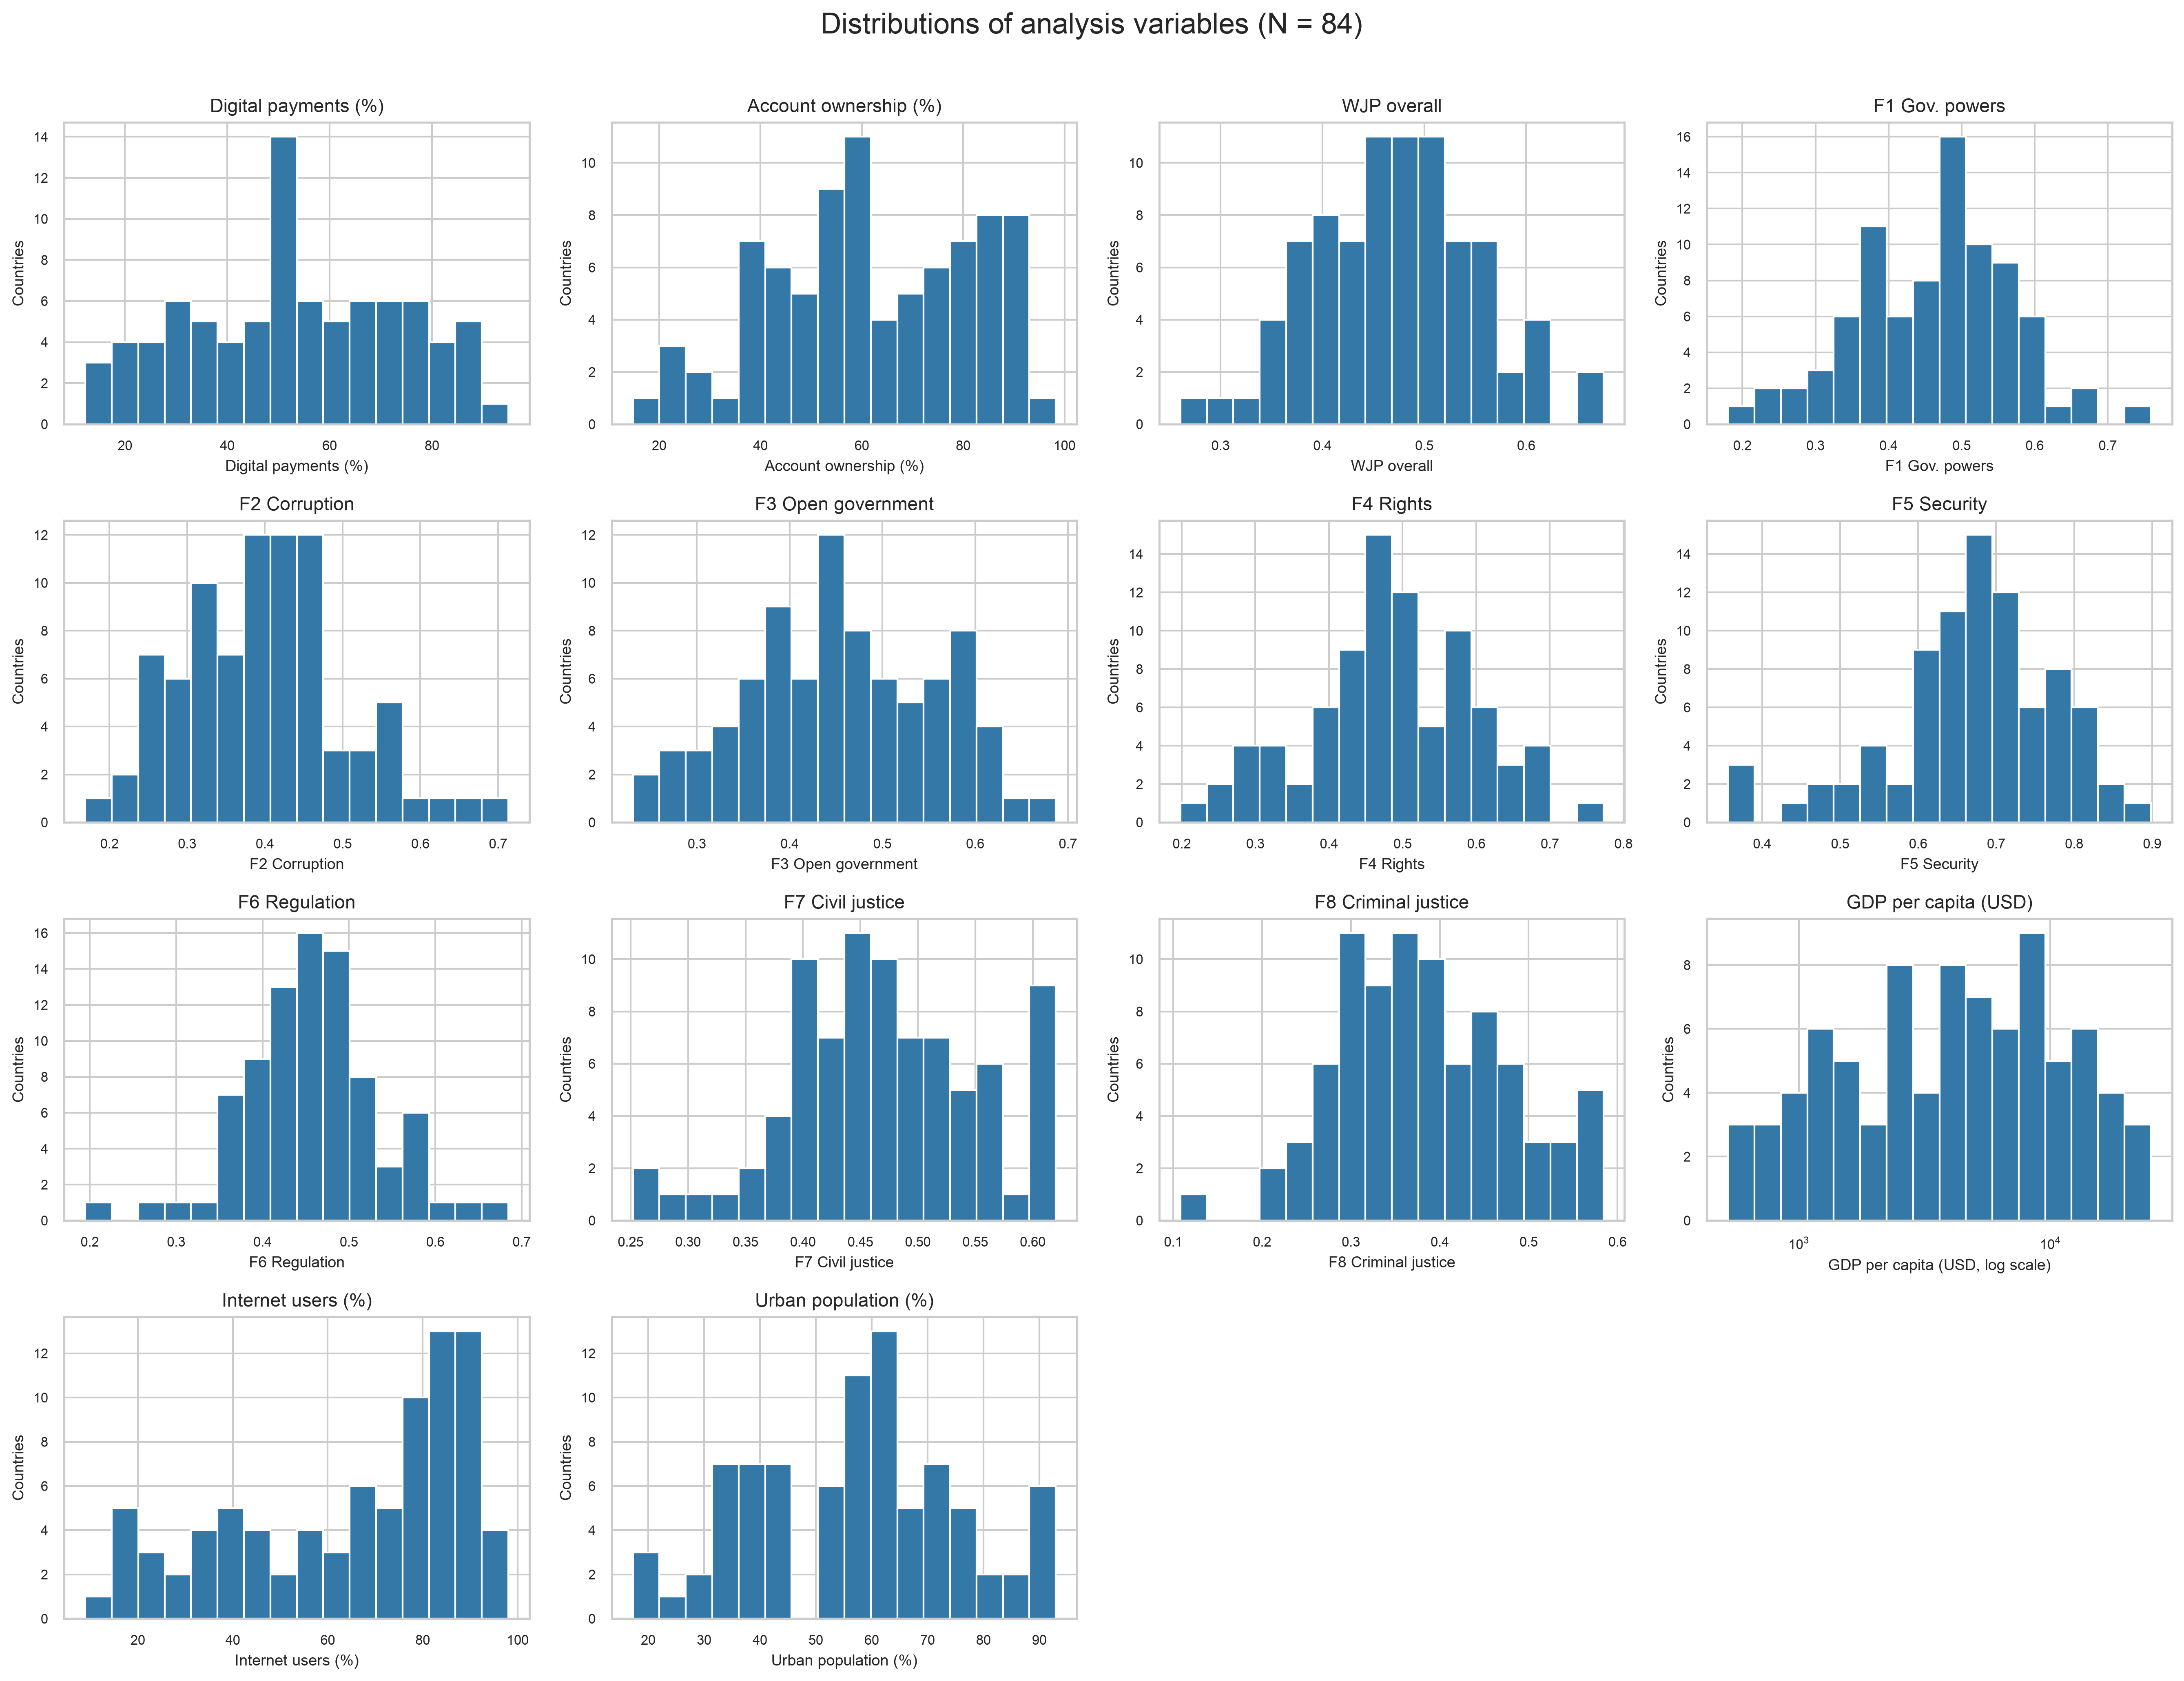 Distributions of analysis variables (N = 84)
Digital payments (%)
Countries
14
12
10
8
6
4
2
0
20 40 60 80
Digital payments (%)
Account ownership (%)
Countries
10
8
6
4
2
0
20 40 60 80 100
Account ownership (%)
WJP overall
Countries
10
8
6
4
2
0
0.3 0.4 0.5 0.6
WJP overall
F1 Gov. powers
Countries
16
14
12
10
8
6
4
2
0
0.2 0.3 0.4 0.5 0.6 0.7
F1 Gov. powers
F2 Corruption
Countries
12
10
8
6
4
2
0
0.2 0.3 0.4 0.5 0.6 0.7
F2 Corruption
F3 Open government
Countries
12
10
8
6
4
2
0
0.3 0.4 0.5 0.6 0.7
F3 Open government
F4 Rights
Countries
14
12
10
8
6
4
2
0
0.2 0.3 0.4 0.5 0.6 0.7 0.8
F4 Rights
F5 Security
Countries
14
12
10
8
6
4
2
0
0.4 0.5 0.6 0.7 0.8 0.9
F5 Security
F6 Regulation
Countries
16
14
12
10
8
6
4
2
0
0.2 0.3 0.4 0.5 0.6 0.7
F6 Regulation
F7 Civil justice
Countries
10
8
6
4
2
0
0.25 0.30 0.35 0.40 0.45 0.50 0.55 0.60
F7 Civil justice
F8 Criminal justice
Countries
10
8
6
4
2
0
0.1 0.2 0.3 0.4 0.5 0.6
F8 Criminal justice
GDP per capita (USD)
Countries
8
6
4
2
0
10³ 10⁴
GDP per capita (USD, log scale)
Internet users (%)
Countries
12
10
8
6
4
2
0
20 40 60 80 100
Internet users (%)
Urban population (%)
Countries
12
10
8
6
4
2
0
20 30 40 50 60 70 80 90
Urban population (%)